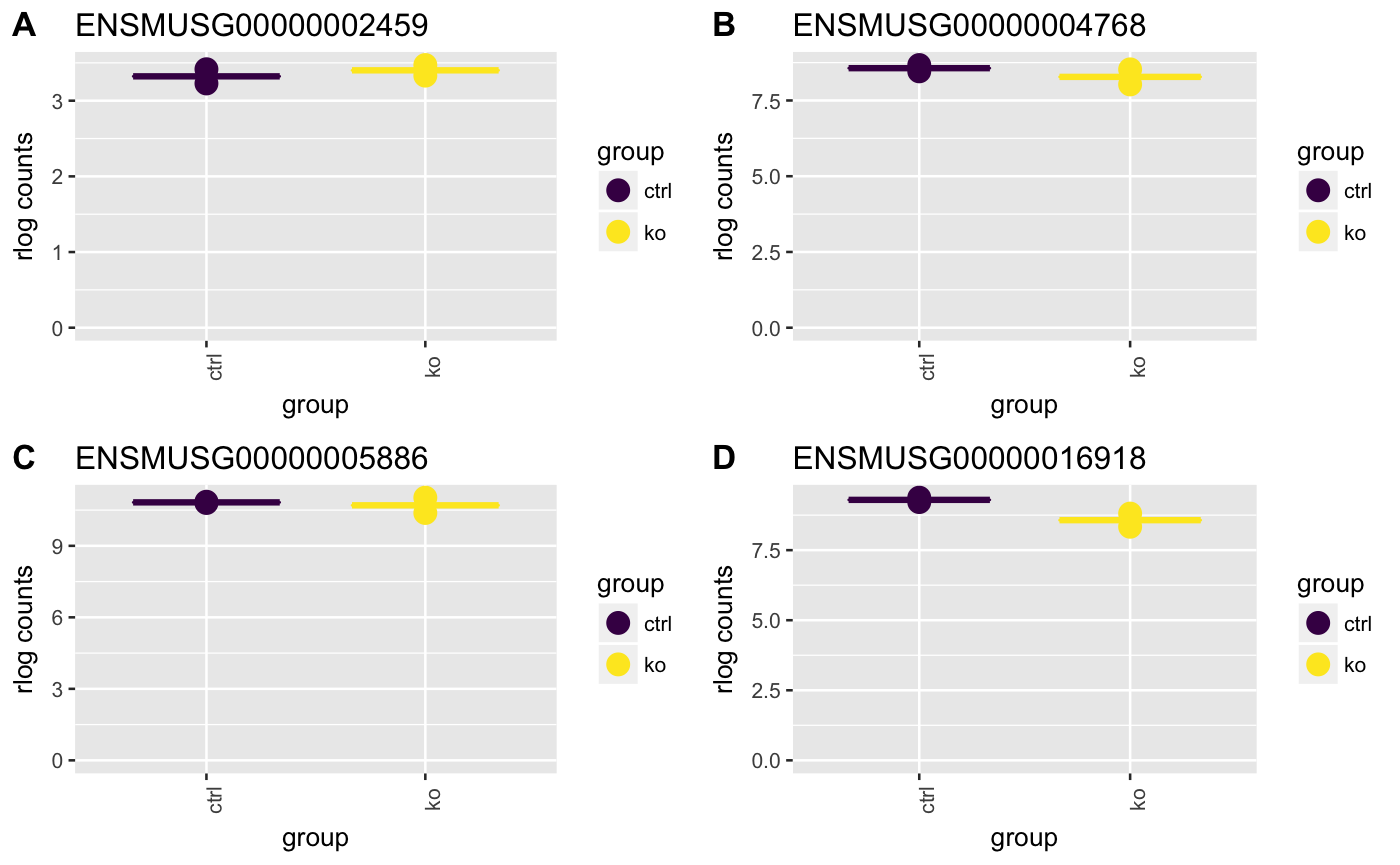 A ENSMUSG00000002459
rlog counts
3
2
1
0
ctrl
ko
group
group
ctrl
ko
B ENSMUSG00000004768
rlog counts
7.5
5.0
2.5
0.0
ctrl
ko
group
group
ctrl
ko
C ENSMUSG00000005886
rlog counts
9
6
3
0
ctrl
ko
group
group
ctrl
ko
D ENSMUSG00000016918
rlog counts
7.5
5.0
2.5
0.0
ctrl
ko
group
group
ctrl
ko